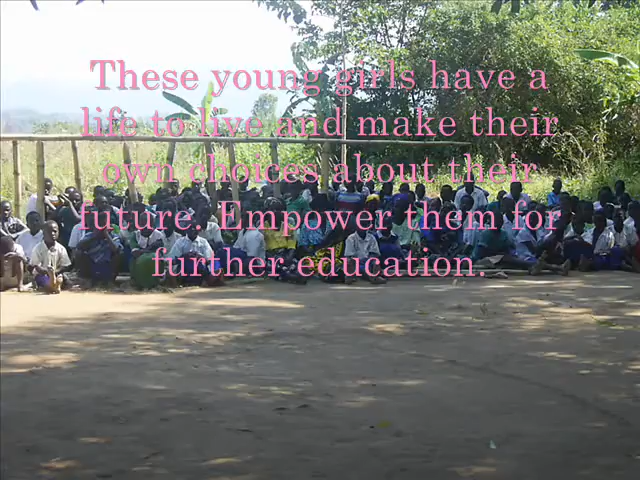 These young girls have a
life to live and make their
own choices about their
future. Empower them for
further education.